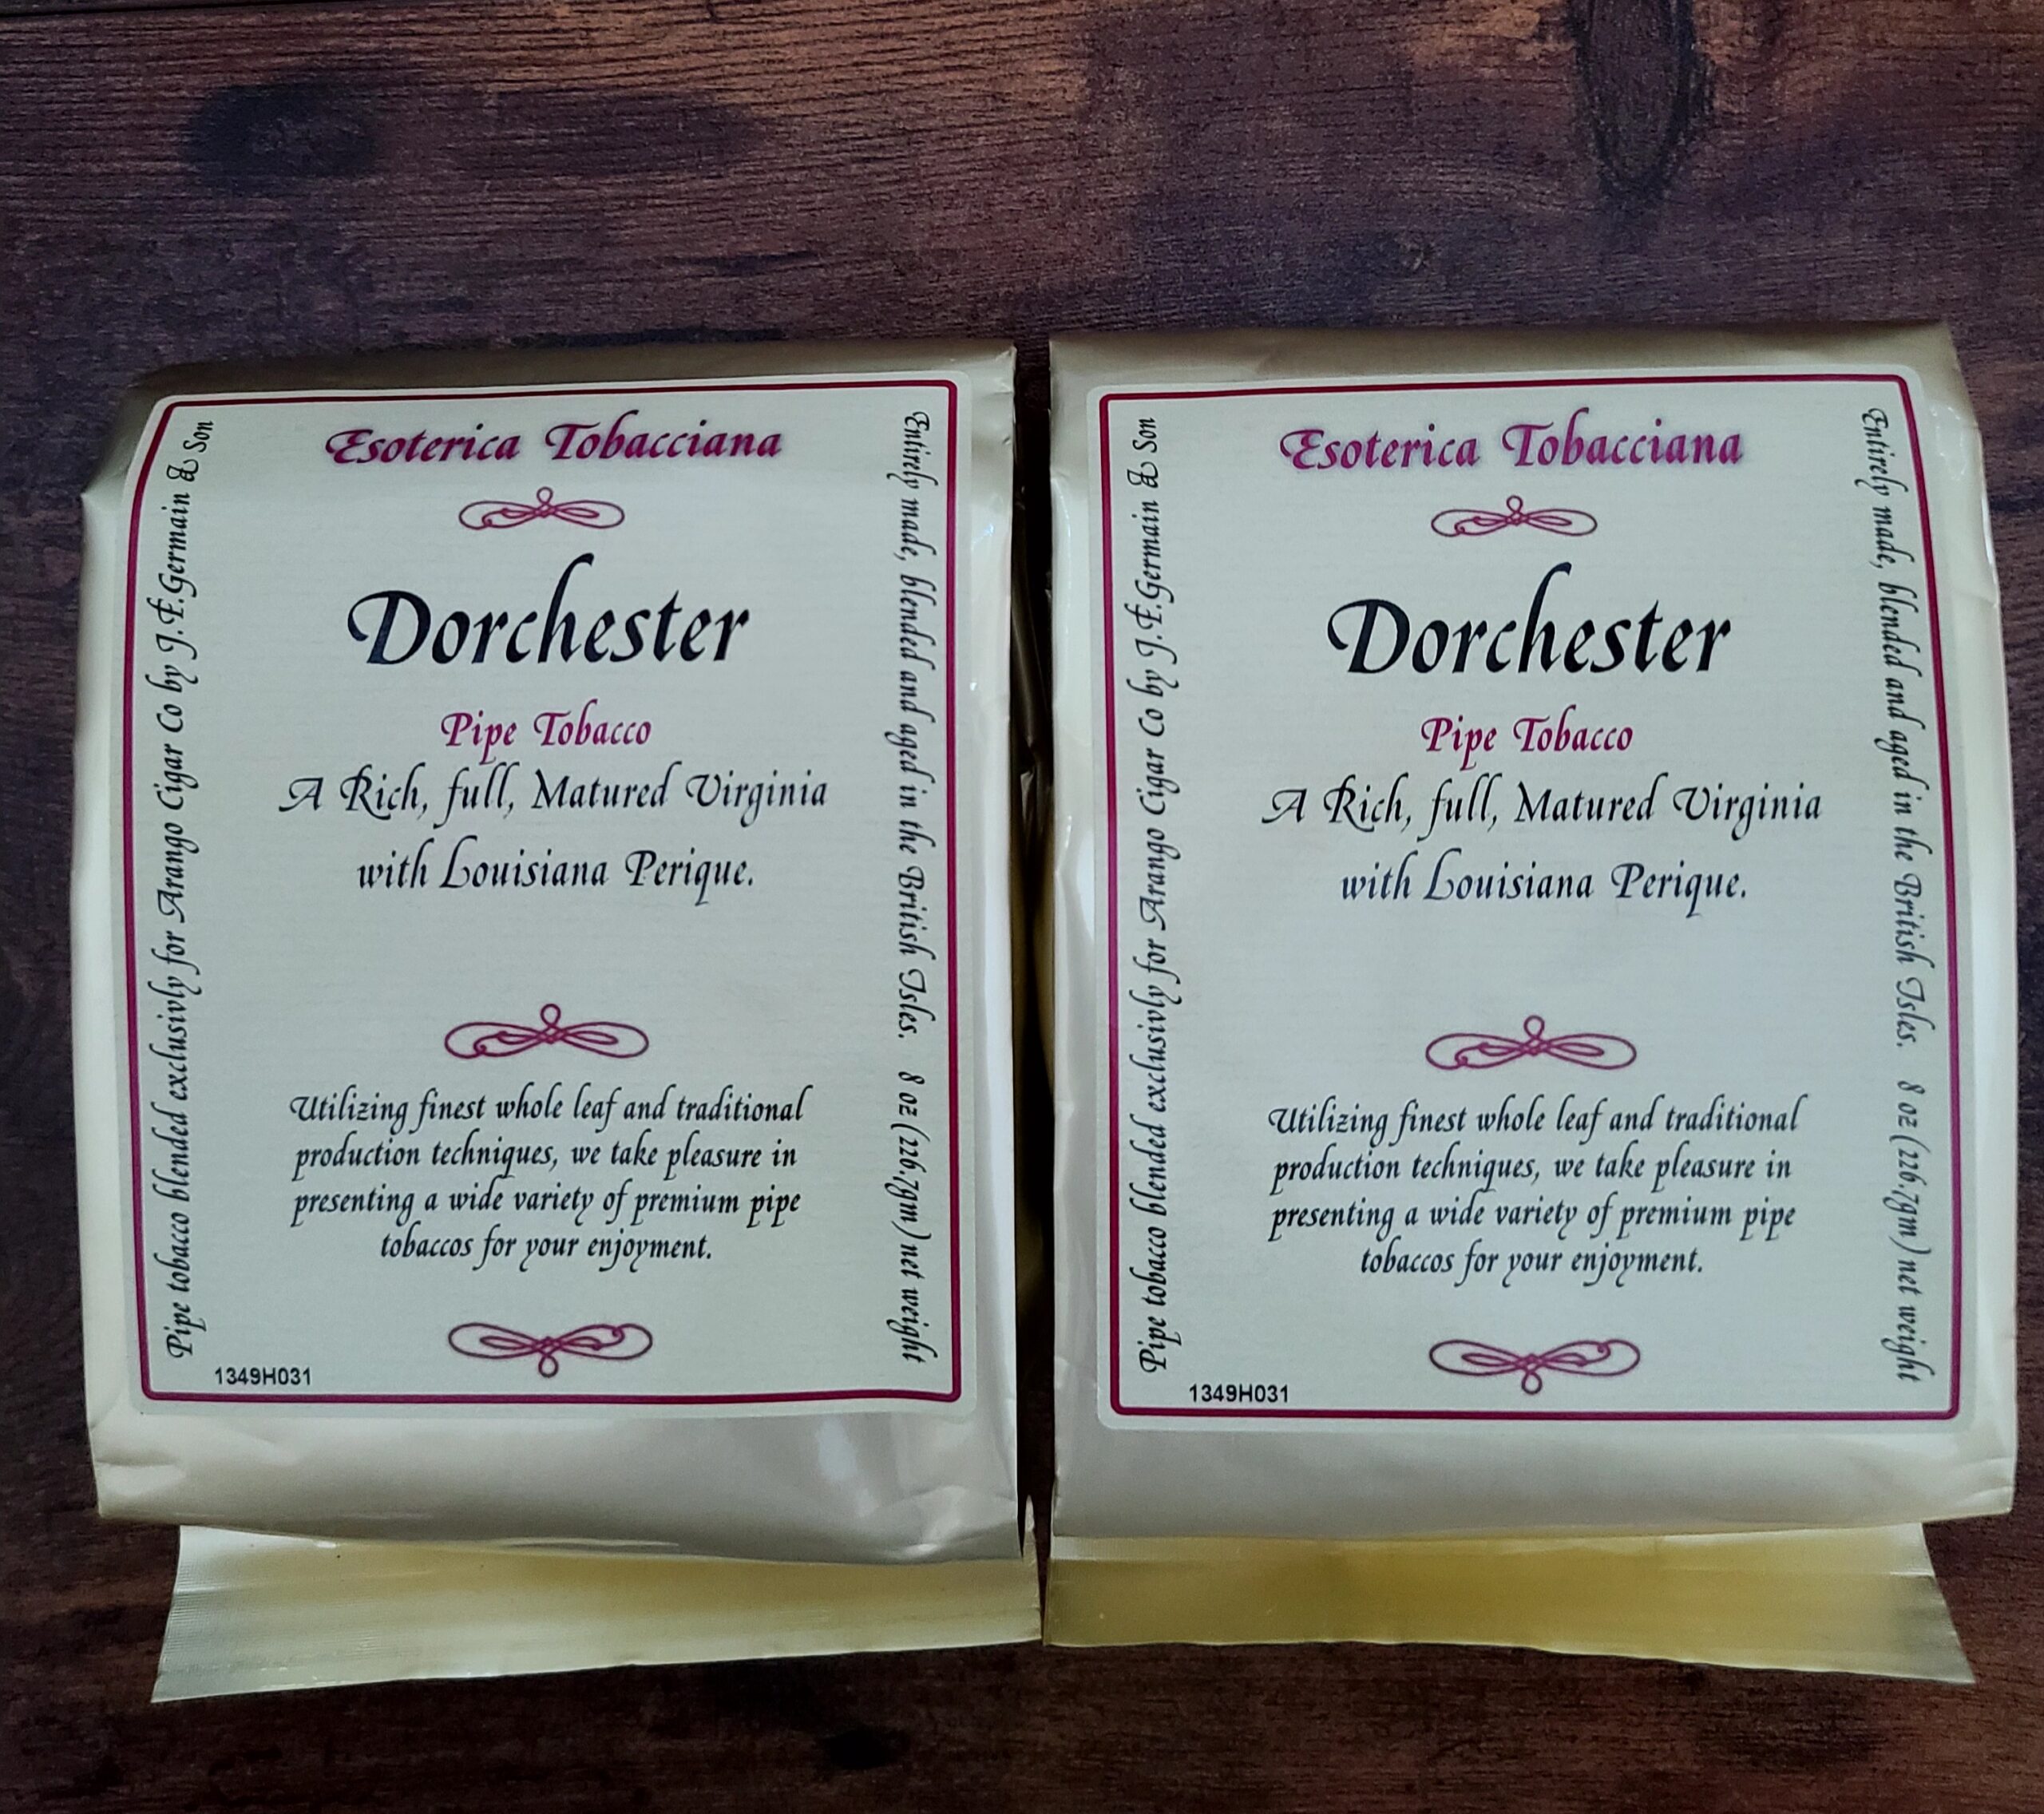 Esoterica Tobacciana
Dorchester
Pipe Tobacco
A Rich, full, Matured Virginia
with Louisiana Perique.
Utilizing finest whole leaf and traditional
production techniques, we take pleasure in
presenting a wide variety of premium pipe
tobaccos for your enjoyment.
Pipe tobacco blended exclusivly for Arango Cigar Co by J.E.Germain & Son
Entirely made, blended and aged in the British Isles. 8 oz (226.7gm) net weight
1349H031
Esoterica Tobacciana
Dorchester
Pipe Tobacco
A Rich, full, Matured Virginia
with Louisiana Perique.
Utilizing finest whole leaf and traditional
production techniques, we take pleasure in
presenting a wide variety of premium pipe
tobaccos for your enjoyment.
Pipe tobacco blended exclusivly for Arango Cigar Co by J.E.Germain & Son
Entirely made, blended and aged in the British Isles. 8 oz (226.7gm) net weight
1349H031